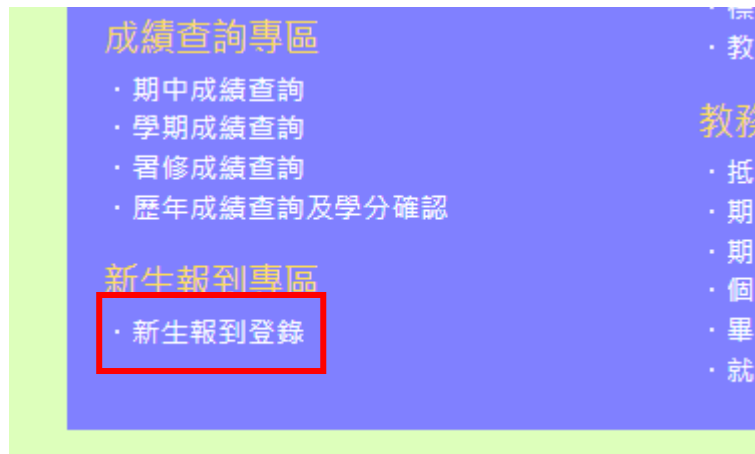 成績查詢專區
·期中成績查詢
·學期成績查詢
·暑修成績查詢
·歷年成績查詢及學分確認
新生報到專區
·新生報到登錄
·教
教務
·抵
·期
·期
·個
·畢
·就